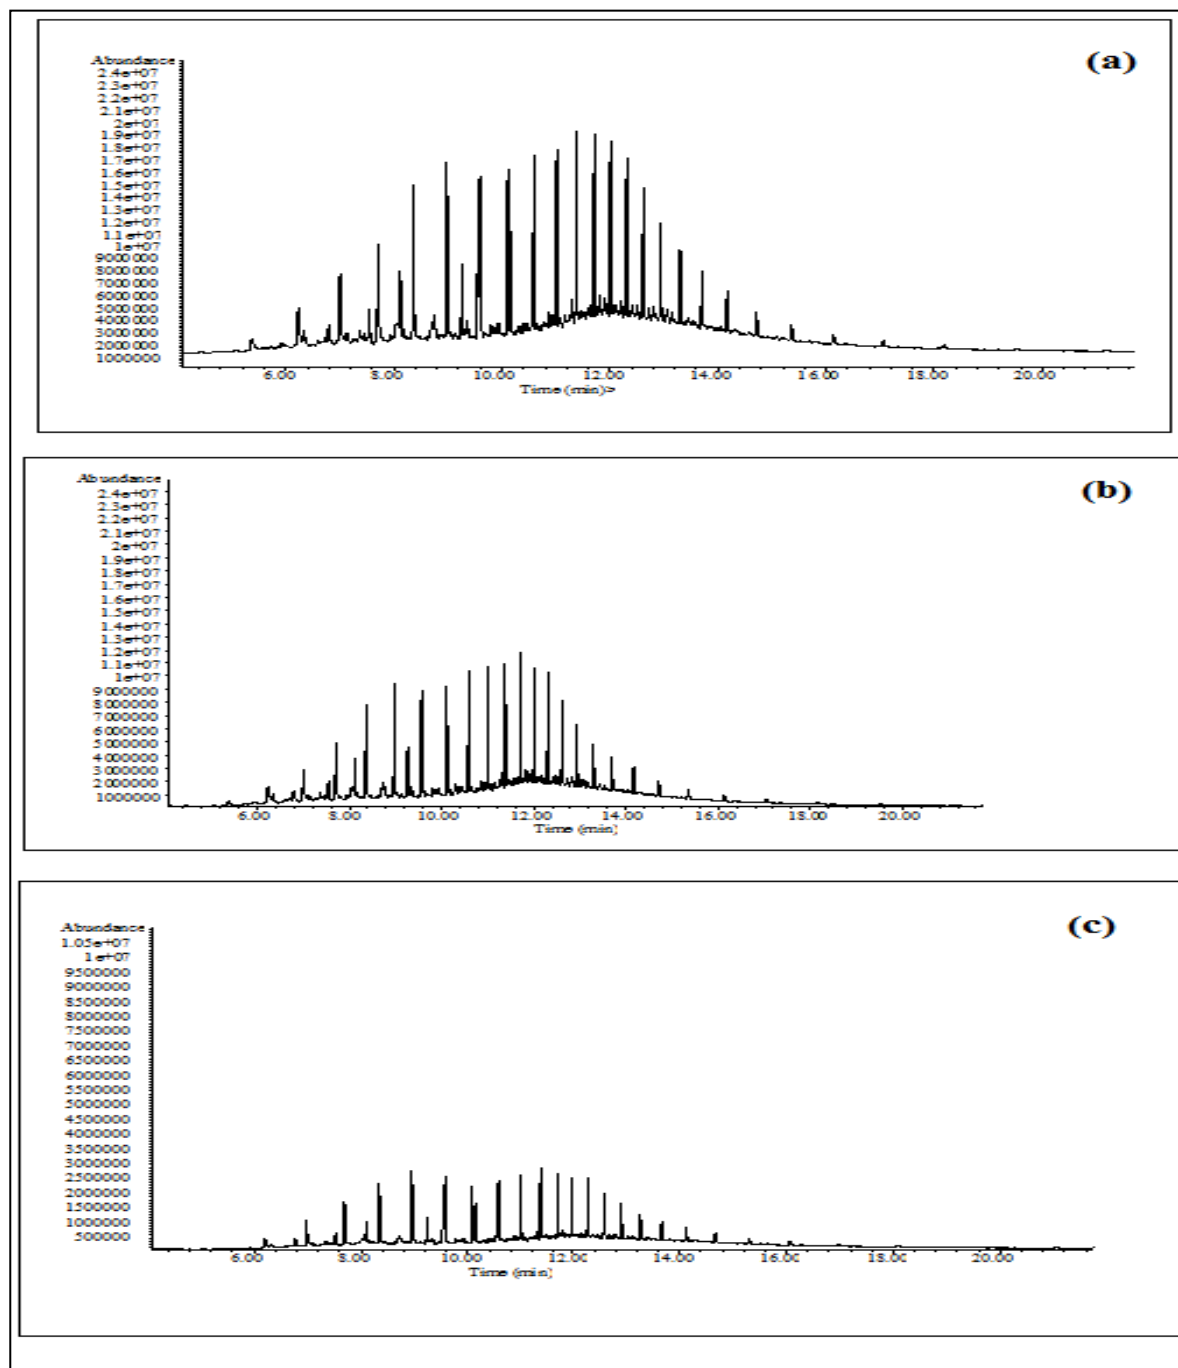 (a)
Abundance
2.4e+07
2.3e+07
2.2e+07
2.1e+07
2e+07
1.9e+07
1.8e+07
1.7e+07
1.6e+07
1.5e+07
1.4e+07
1.3e+07
1.2e+07
1.1e+07
1e+07
9000000
8000000
7000000
6000000
5000000
4000000
3000000
2000000
1000000
6.00 8.00 10.00 12.00 14.00 16.00 18.00 20.00
Time (min)>
(b)
Abundance
2.4e+07
2.3e+07
2.2e+07
2.1e+07
2e+07
1.9e+07
1.8e+07
1.7e+07
1.6e+07
1.5e+07
1.4e+07
1.3e+07
1.2e+07
1.1e+07
1e+07
9000000
8000000
7000000
6000000
5000000
4000000
3000000
2000000
1000000
6.00 8.00 10.00 12.00 14.00 16.00 18.00 20.00
Time (min)
(c)
Abundance
1.05e+07
1e+07
9500000
9000000
8500000
8000000
7500000
7000000
6500000
6000000
5500000
5000000
4500000
4000000
3500000
3000000
2500000
2000000
1500000
1000000
500000
6.00 8.00 10.00 12.00 14.00 16.00 18.00 20.00
Time (min)